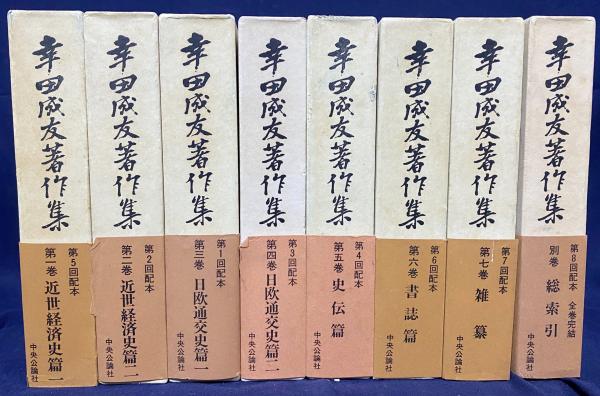 幸田成友著作集
第5回配本
第一巻 近世経済史篇一
中央公論社
幸田成友著作集
第2回配本
第二巻 近世経済史篇二
中央公論社
幸田成友著作集
第1回配本
第三巻 日欧通交史篇一
中央公論社
幸田成友著作集
第3回配本
第四巻 日欧通交史篇二
中央公論社
幸田成友著作集
第4回配本
第五巻 史伝篇
中央公論社
幸田成友著作集
第6回配本
第六巻 書誌篇
中央公論社
幸田成友著作集
第7回配本
第七巻 雑纂
中央公論社
幸田成友著作集
第8回配本 全巻完結
別巻 総索引
中央公論社